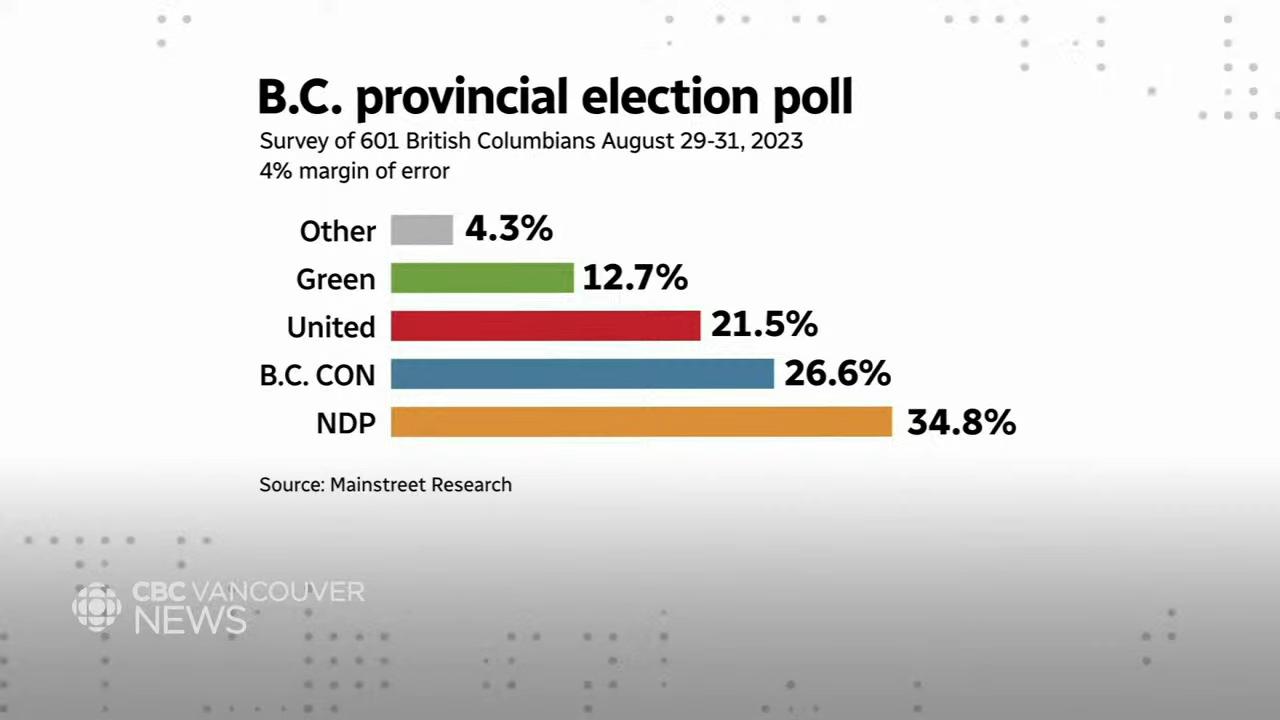 B.C. provincial election poll
Survey of 601 British Columbians August 29-31, 2023
4% margin of error
Other 4.3%
Green 12.7%
United 21.5%
B.C. CON 26.6%
NDP 34.8%
Source: Mainstreet Research
CBC VANCOUVER
NEWS